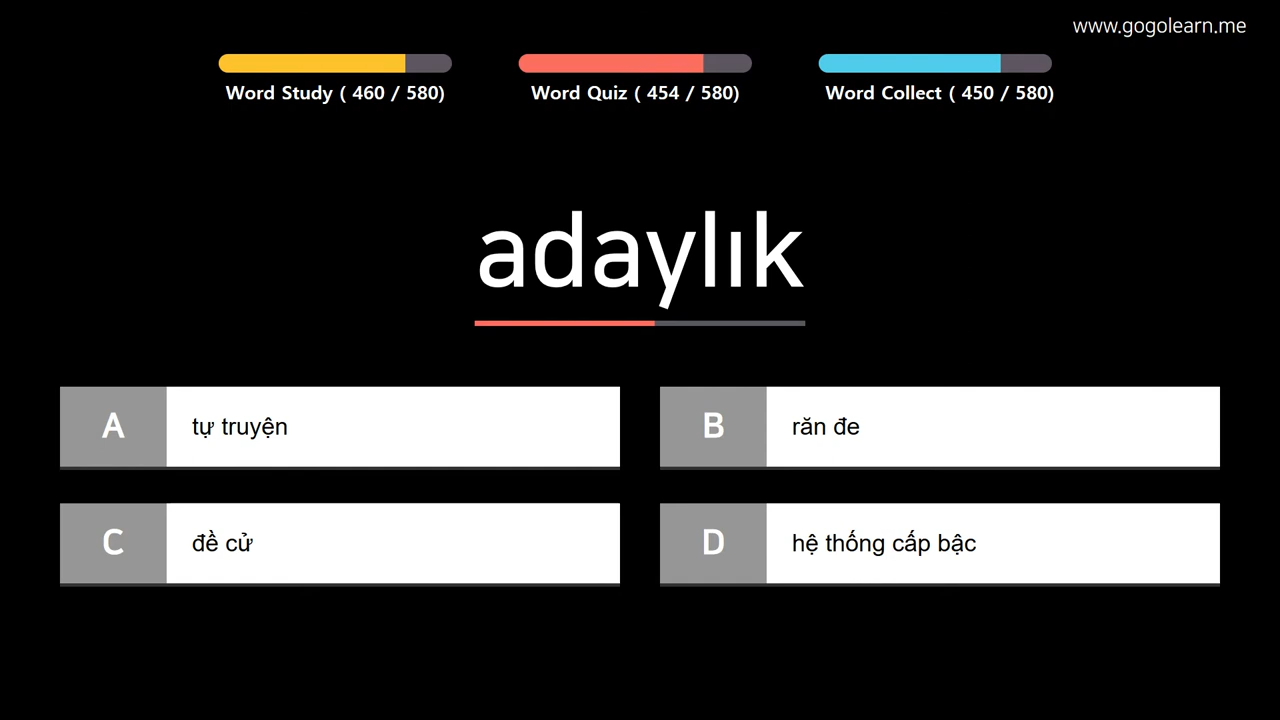 www.gogolearn.me
Word Study ( 460 / 580)
Word Quiz ( 454 / 580)
Word Collect ( 450 / 580)
adaylık
A tự truyện
B răn đe
C đề cử
D hệ thống cấp bậc